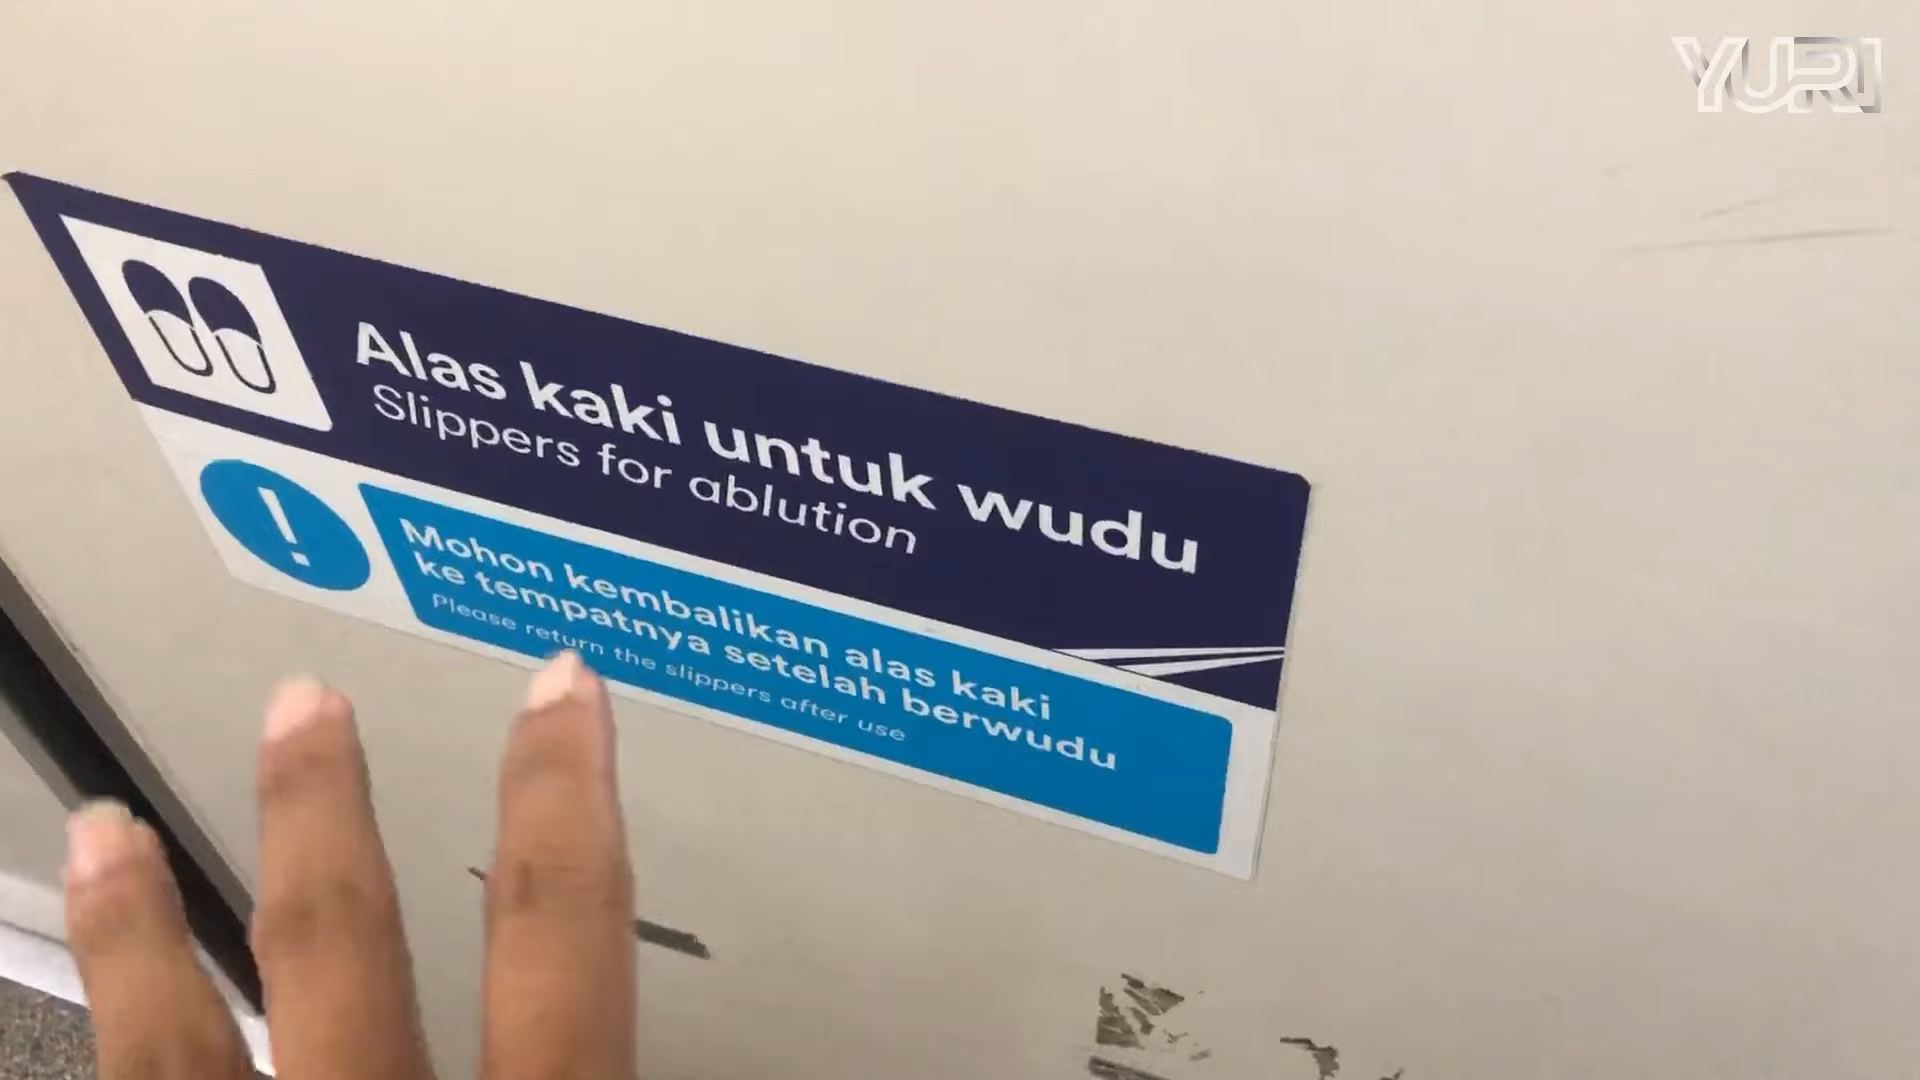 YURI
Alas kaki untuk wudu
Slippers for ablution
!
Mohon kembalikan alas kaki
ke tempatnya setelah berwudu
Please return the slippers after use